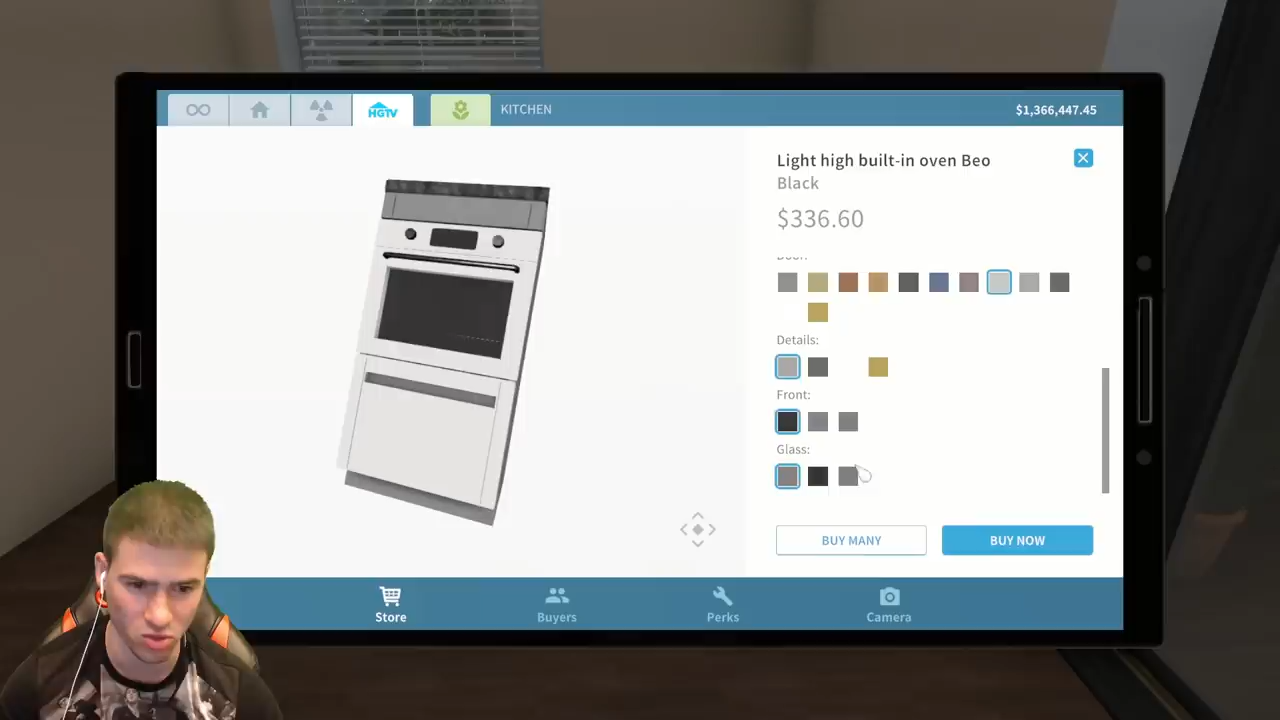 HGTV
KITCHEN
$1,366,447.45
Light high built-in oven Beo
Black
$336.60
Door:
Details:
Front:
Glass:
BUY MANY
BUY NOW
Store
Buyers
Perks
Camera